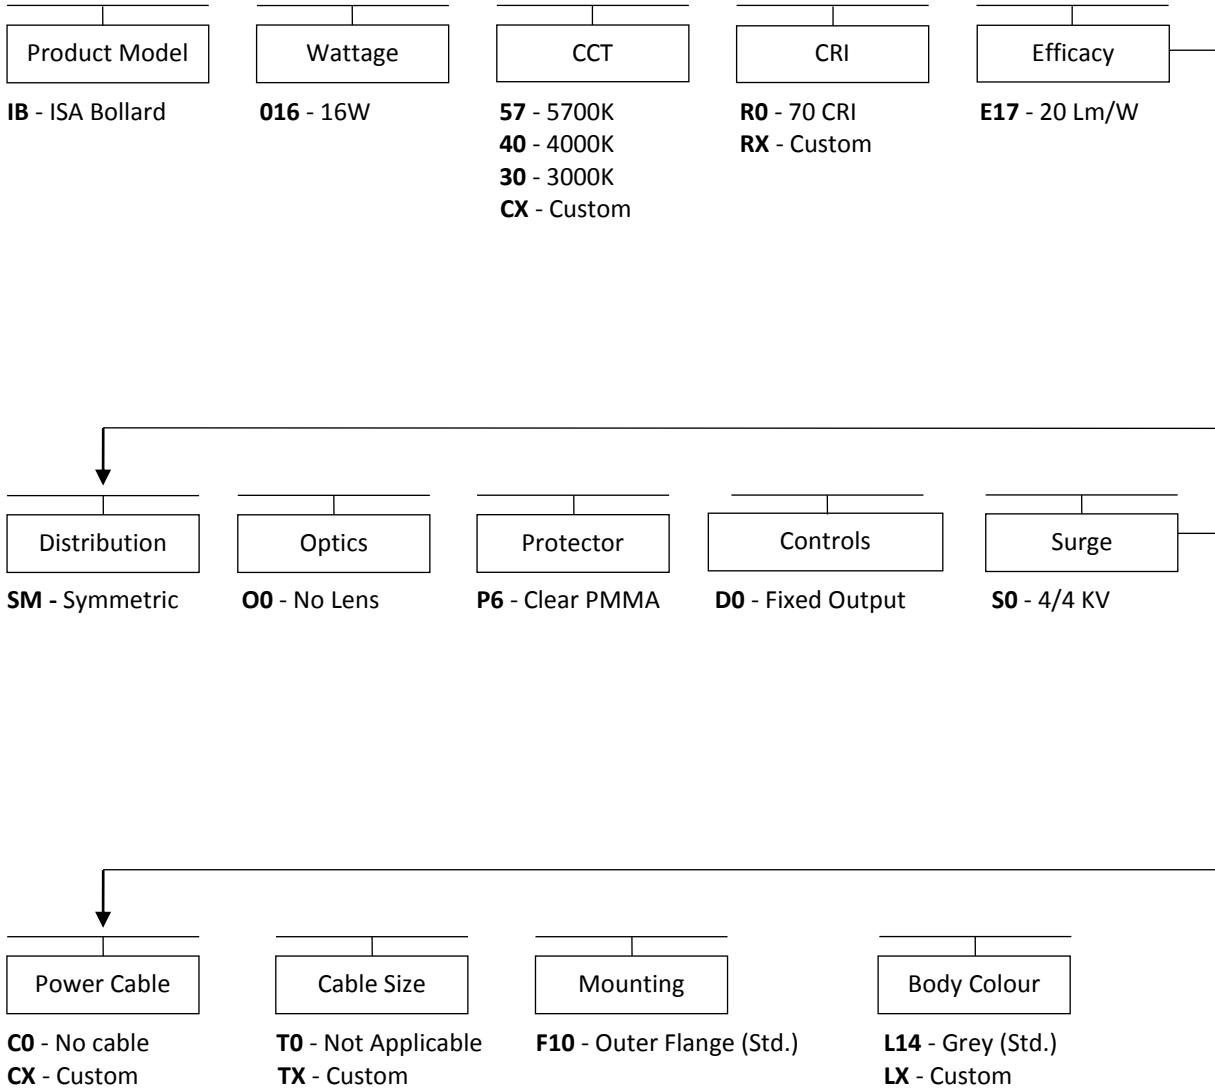 Product Model
Wattage
CCT
CRI
Efficacy
IB - ISA Bollard
016 - 16W
57 - 5700K
40 - 4000K
30 - 3000K
CX - Custom
R0 - 70 CRI
RX - Custom
E17 - 20 Lm/W
Distribution
Optics
Protector
Controls
Surge
SM - Symmetric
O0 - No Lens
P6 - Clear PMMA
D0 - Fixed Output
S0 - 4/4 KV
Power Cable
Cable Size
Mounting
Body Colour
C0 - No cable
CX - Custom
T0 - Not Applicable
TX - Custom
F10 - Outer Flange (Std.)
L14 - Grey (Std.)
LX - Custom